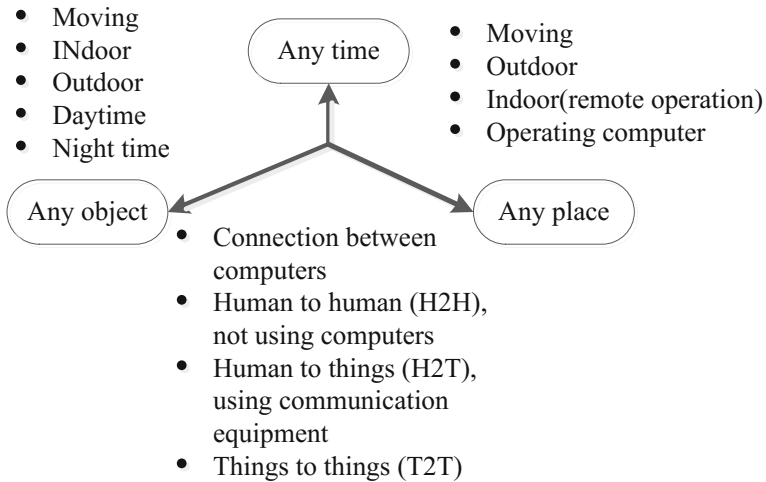 • Moving
• INdoor
• Outdoor
• Daytime
• Night time
Any time
• Moving
• Outdoor
• Indoor(remote operation)
• Operating computer
Any object
Any place
• Connection between
computers
• Human to human (H2H),
not using computers
• Human to things (H2T),
using communication
equipment
• Things to things (T2T)